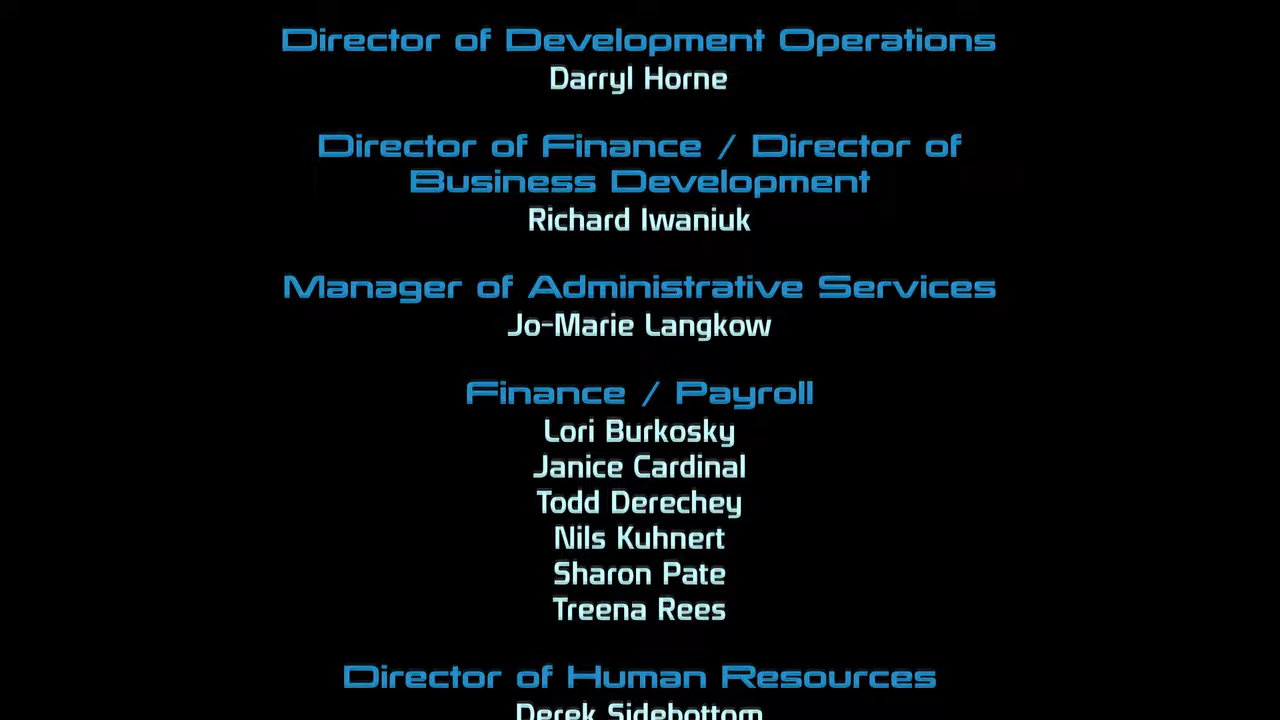 Director of Development Operations
Darryl Horne
Director of Finance / Director of
Business Development
Richard Iwaniuk
Manager of Administrative Services
Jo-Marie Langkow
Finance / Payroll
Lori Burkosky
Janice Cardinal
Todd Derechey
Nils Kuhnert
Sharon Pate
Treena Rees
Director of Human Resources
Derek Sidebottom